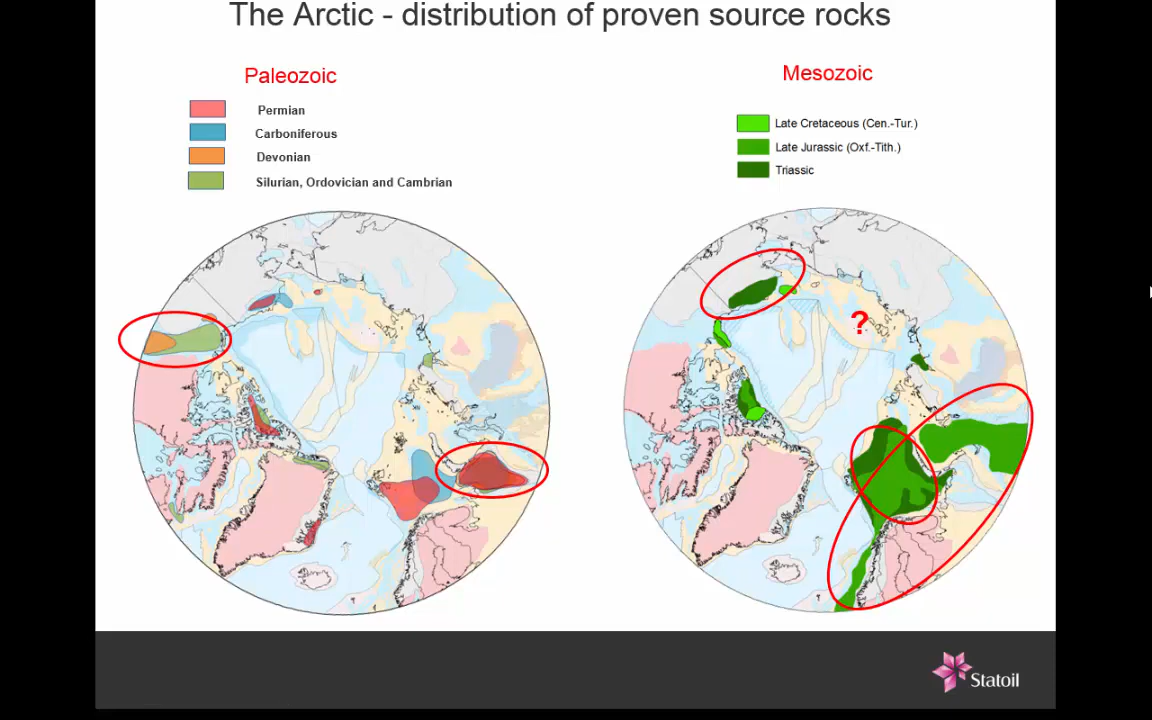 The Arctic - distribution of proven source rocks
Paleozoic
Permian
Carboniferous
Devonian
Silurian, Ordovician and Cambrian
Mesozoic
Late Cretaceous (Cen.-Tur.)
Late Jurassic (Oxf.-Tith.)
Triassic
?
Statoil